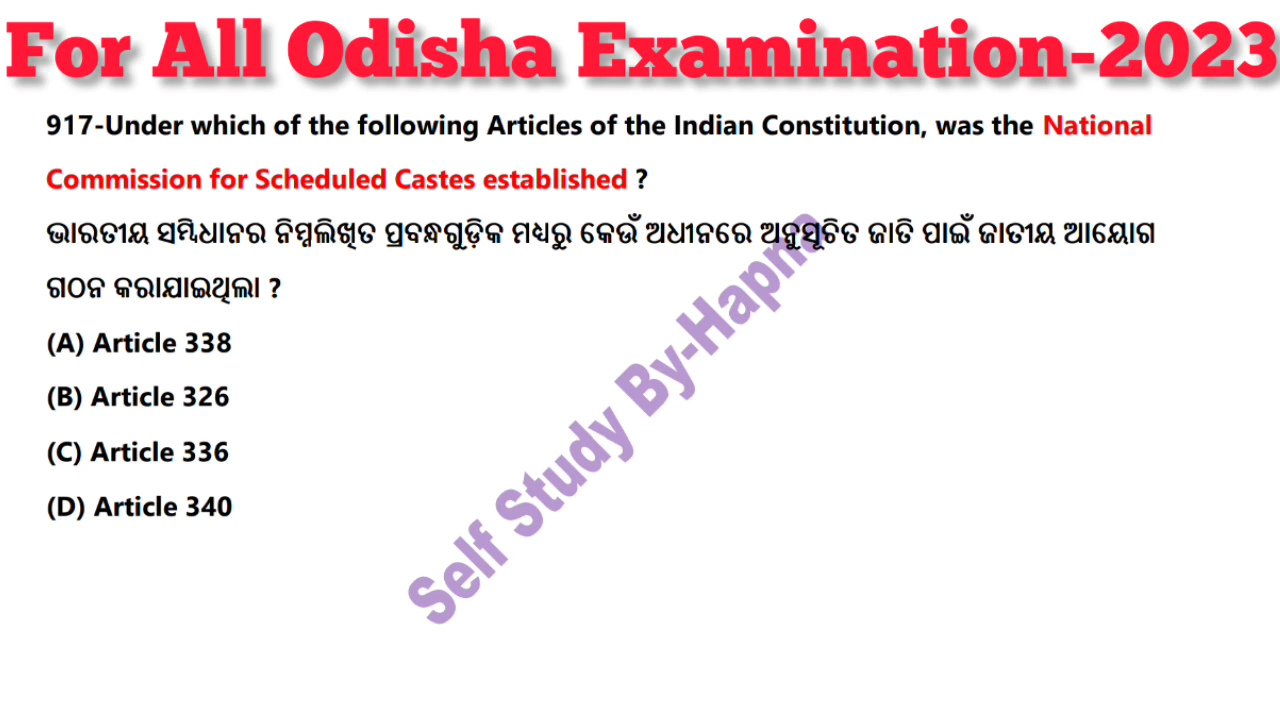 For All Odisha Examination-2023
917-Under which of the following Articles of the Indian Constitution, was the National
Commission for Scheduled Castes established ?
ଭାରତୀୟ ସମ୍ବିଧାନର ନିମ୍ନଲିଖିତ ପ୍ରବନ୍ଧଗୁଡ଼ିକ ମଧ୍ୟରୁ କେଉଁ ଅଧୀନରେ ଅନୁସୂଚିତ ଜାତି ପାଇଁ ଜାତୀୟ ଆୟୋଗ
ଗଠନ କରାଯାଇଥିଲା ?
(A) Article 338
(B) Article 326
(C) Article 336
(D) Article 340
Self Study By-Hapna